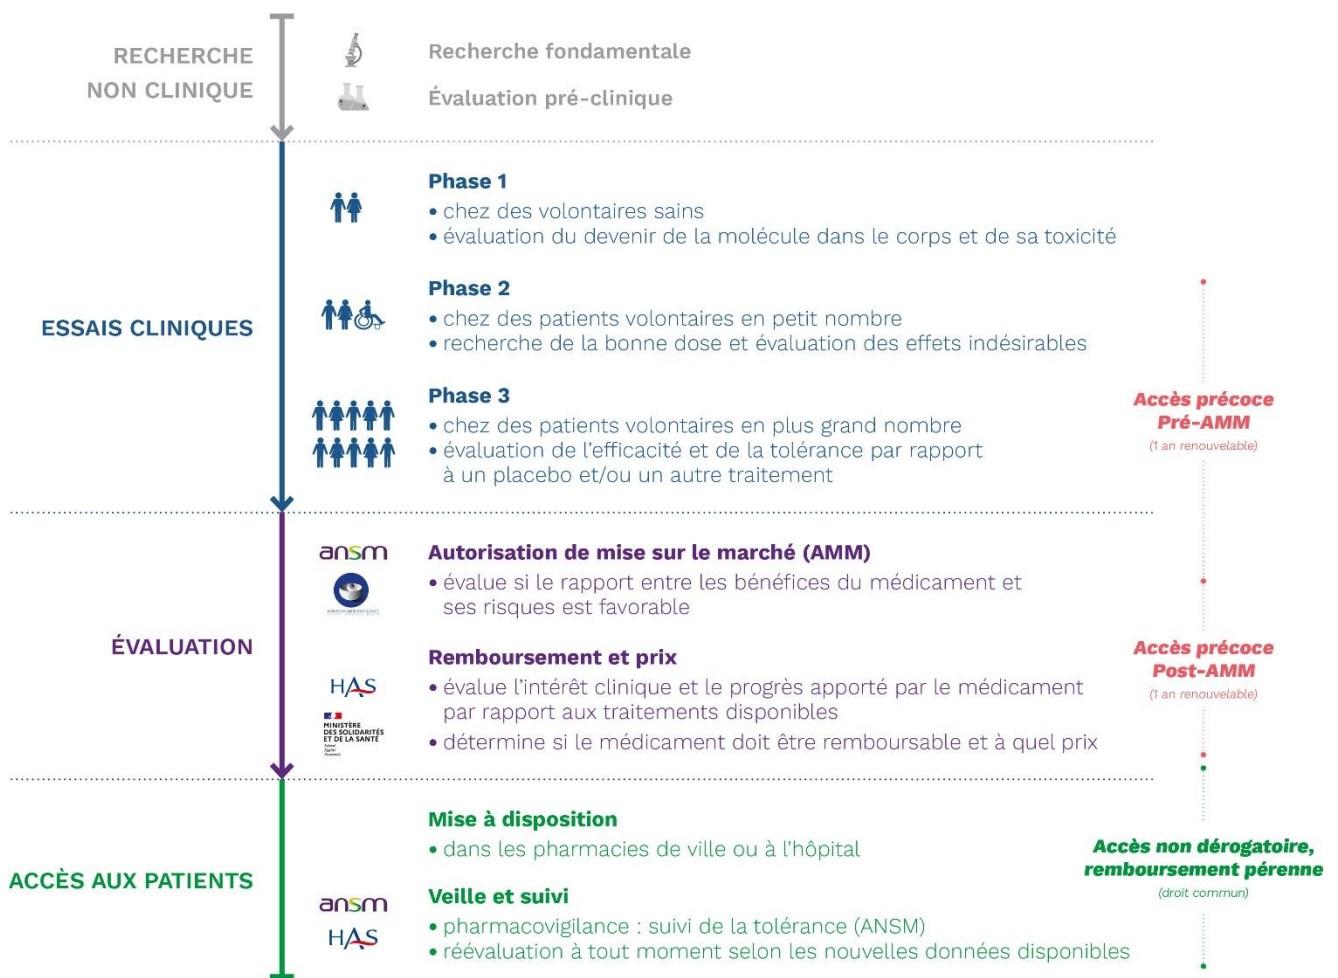 RECHERCHE
NON CLINIQUE
Recherche fondamentale
Évaluation pré-clinique
ESSAIS CLINIQUES
Phase 1
• chez des volontaires sains
• évaluation du devenir de la molécule dans le corps et de sa toxicité
Phase 2
• chez des patients volontaires en petit nombre
• recherche de la bonne dose et évaluation des effets indésirables
Phase 3
• chez des patients volontaires en plus grand nombre
• évaluation de l'efficacité et de la tolérance par rapport
à un placebo et/ou un autre traitement
Accès précoce
Pré-AMM
(1 an renouvelable)
ÉVALUATION
ansm
Autorisation de mise sur le marché (AMM)
• évalue si le rapport entre les bénéfices du médicament et
ses risques est favorable
HAS
MINISTÈRE
DES SOLIDARITÉS
ET DE LA SANTÉ
Liberté
Égalité
Fraternité
Remboursement et prix
• évalue l'intérêt clinique et le progrès apporté par le médicament
par rapport aux traitements disponibles
• détermine si le médicament doit être remboursable et à quel prix
Accès précoce
Post-AMM
(1 an renouvelable)
ACCÈS AUX PATIENTS
Mise à disposition
• dans les pharmacies de ville ou à l'hôpital
ansm
HAS
Veille et suivi
• pharmacovigilance : suivi de la tolérance (ANSM)
• réévaluation à tout moment selon les nouvelles données disponibles
Accès non dérogatoire,
remboursement pérenne
(droit commun)